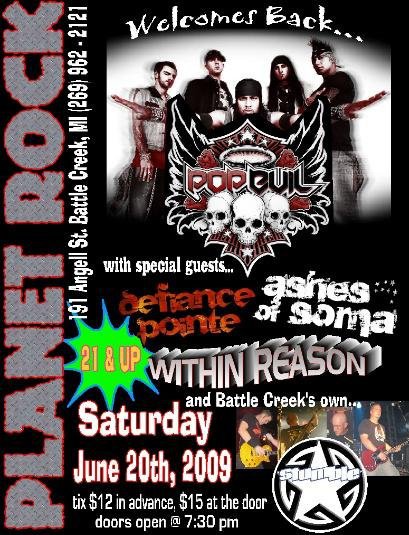 PLANET ROCK
191 Angell St. Battle Creek, MI (269) 962 - 2121
Welcomes Back...
POP EVIL
with special guests...
defiance
pointe
ashes
of soma
21 & UP
WITHIN REASON
and Battle Creek's own...
Saturday
June 20th, 2009
stumble
tix $12 in advance, $15 at the door
doors open @ 7:30 pm